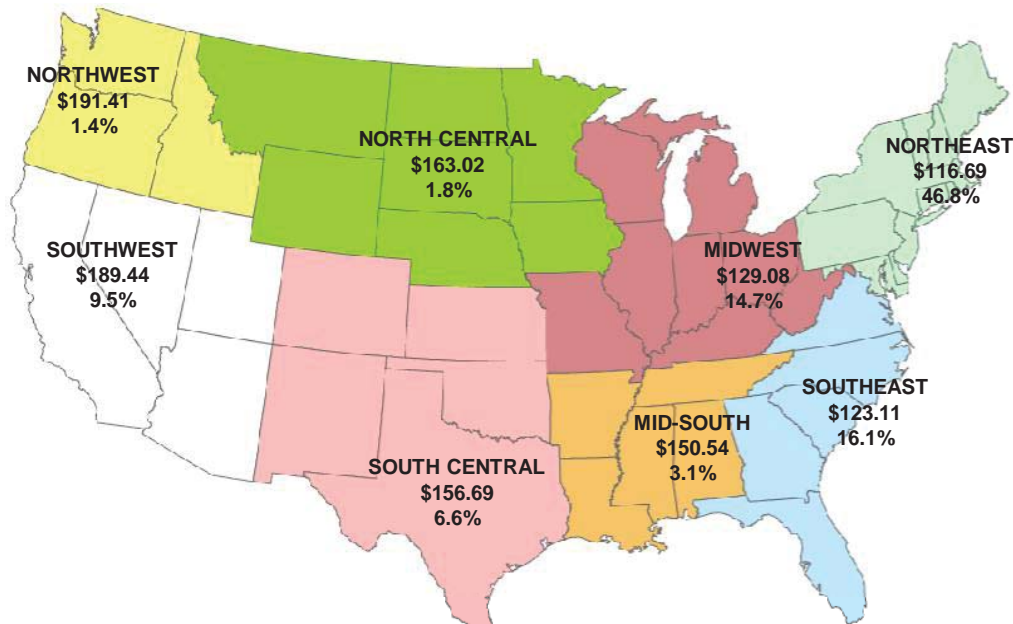 NORTHWEST
$191.41
1.4%
NORTH CENTRAL
$163.02
1.8%
NORTHEAST
$116.69
46.8%
SOUTHWEST
$189.44
9.5%
MIDWEST
$129.08
14.7%
SOUTHEAST
$123.11
16.1%
MID-SOUTH
$150.54
3.1%
SOUTH CENTRAL
$156.69
6.6%